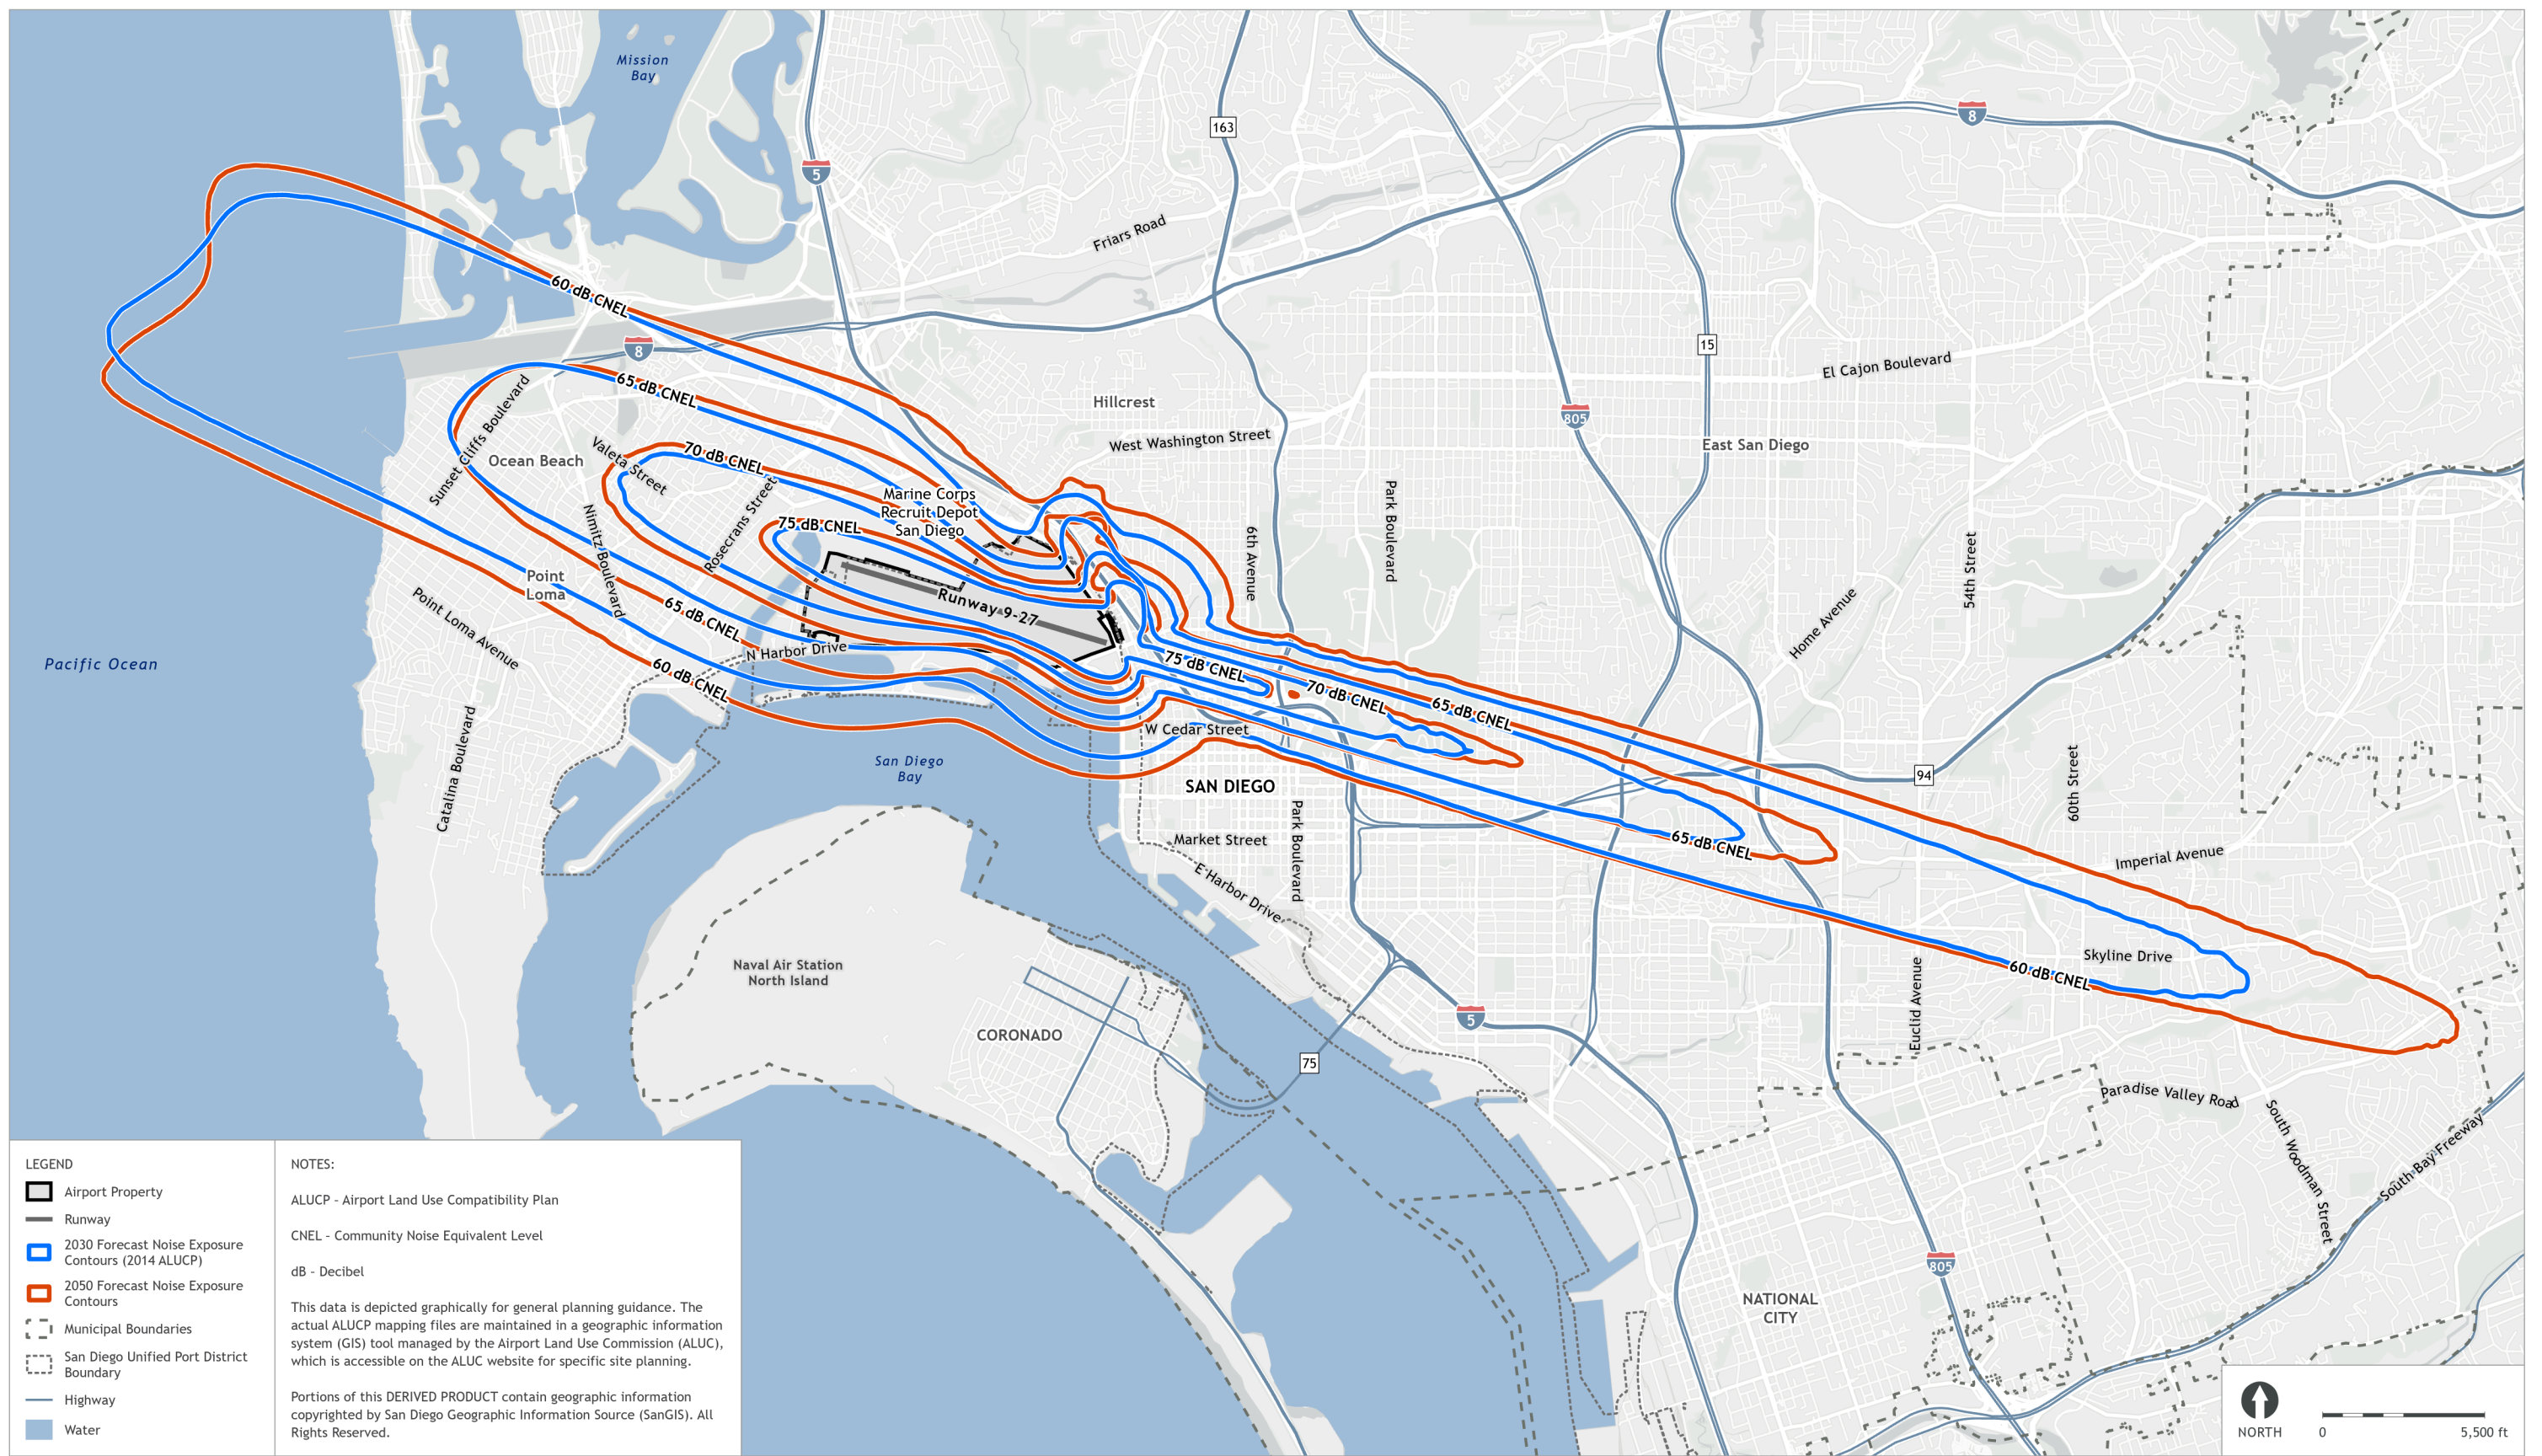 Mission
Bay
163
8
5
Friars Road
60 dB CNEL
15
8
El Cajon Boulevard
65 dB CNEL
Hillcrest
805
West Washington Street
East San Diego
Sunset Cliffs Boulevard
Ocean Beach
Valeta Street
70 dB CNEL
Rosecrans Street
Marine Corps
Recruit Depot
San Diego
Park Boulevard
75 dB CNEL
6th Avenue
54th Street
Nimitz Boulevard
Point
Loma
Runway 9-27
Home Avenue
Point Loma Avenue
65 dB CNEL
N Harbor Drive
Pacific Ocean
60 dB CNEL
75 dB CNEL
70 dB CNEL
65 dB CNEL
W Cedar Street
Catalina Boulevard
San Diego
Bay
SAN DIEGO
94
60th Street
Market Street
Park Boulevard
65 dB CNEL
Imperial Avenue
E Harbor Drive
Skyline Drive
60 dB CNEL
Naval Air Station
North Island
Euclid Avenue
5
CORONADO
75
Paradise Valley Road
South Woodman Street
South Bay Freeway
805
NATIONAL
CITY
LEGEND
Airport Property
Runway
2030 Forecast Noise Exposure
Contours (2014 ALUCP)
2050 Forecast Noise Exposure
Contours
Municipal Boundaries
San Diego Unified Port District
Boundary
Highway
Water
NOTES:
ALUCP - Airport Land Use Compatibility Plan
CNEL - Community Noise Equivalent Level
dB - Decibel
This data is depicted graphically for general planning guidance. The
actual ALUCP mapping files are maintained in a geographic information
system (GIS) tool managed by the Airport Land Use Commission (ALUC),
which is accessible on the ALUC website for specific site planning.
Portions of this DERIVED PRODUCT contain geographic information
copyrighted by San Diego Geographic Information Source (SanGIS). All
Rights Reserved.
NORTH
0
5,500 ft